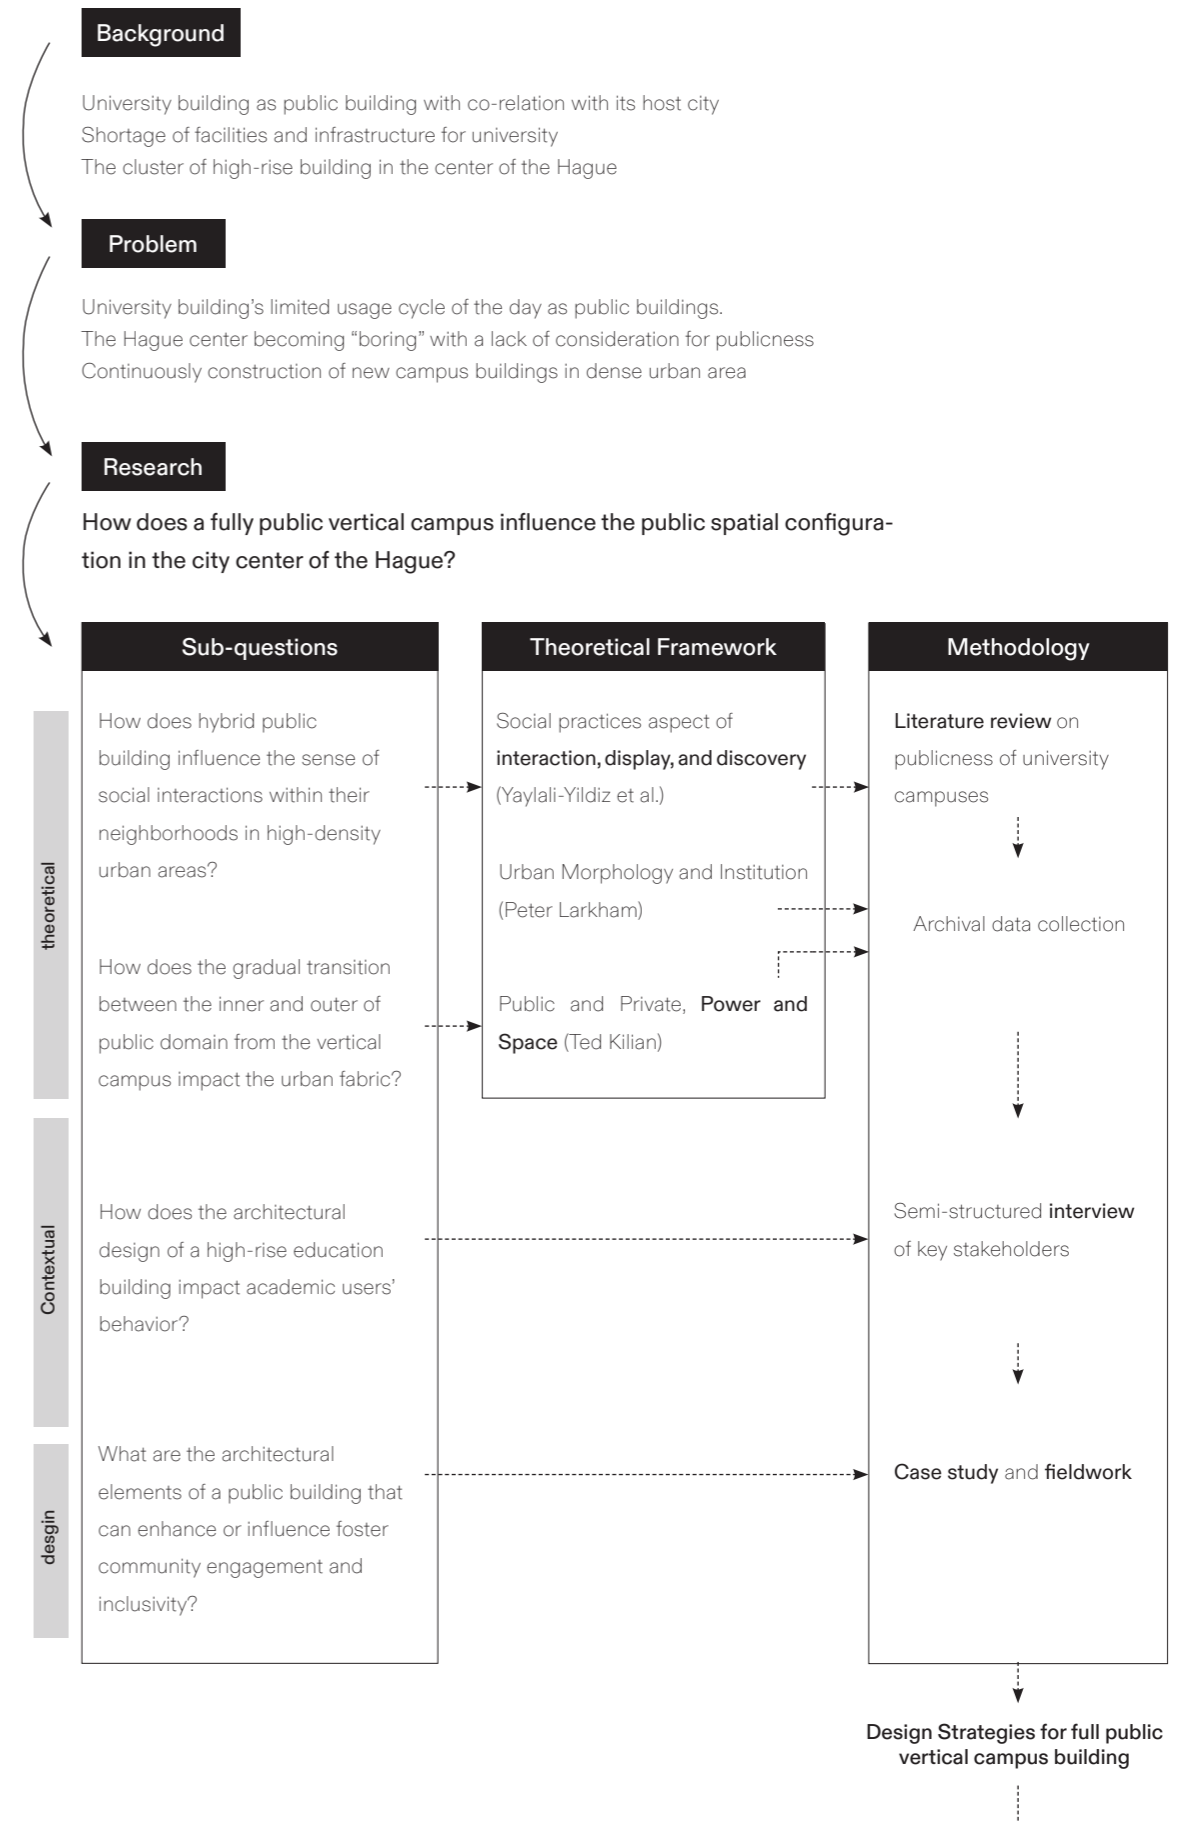 Background
University building as public building with co-relation with its host city
Shortage of facilities and infrastructure for university
The cluster of high-rise building in the center of the Hague
Problem
University building's limited usage cycle of the day as public buildings.
The Hague center becoming “boring” with a lack of consideration for publicness
Continuously construction of new campus buildings in dense urban area
Research
How does a fully public vertical campus influence the public spatial configura-
tion in the city center of the Hague?
Sub-questions
Theoretical Framework
Methodology
theoretical
How does hybrid public
building influence the sense of
social interactions within their
neighborhoods in high-density
urban areas?
How does the gradual transition
between the inner and outer of
public domain from the vertical
campus impact the urban fabric?
Social practices aspect of
interaction, display, and discovery
(Yaylali-Yildiz et al.)
Urban Morphology and Institution
(Peter Larkham)
Public and Private, Power and
Space (Ted Kilian)
Literature review on
publicness of university
campuses
Archival data collection
Contextual
How does the architectural
design of a high-rise education
building impact academic users’
behavior?
Semi-structured interview
of key stakeholders
desgin
What are the architectural
elements of a public building that
can enhance or influence foster
community engagement and
inclusivity?
Case study and fieldwork
Design Strategies for full public
vertical campus building